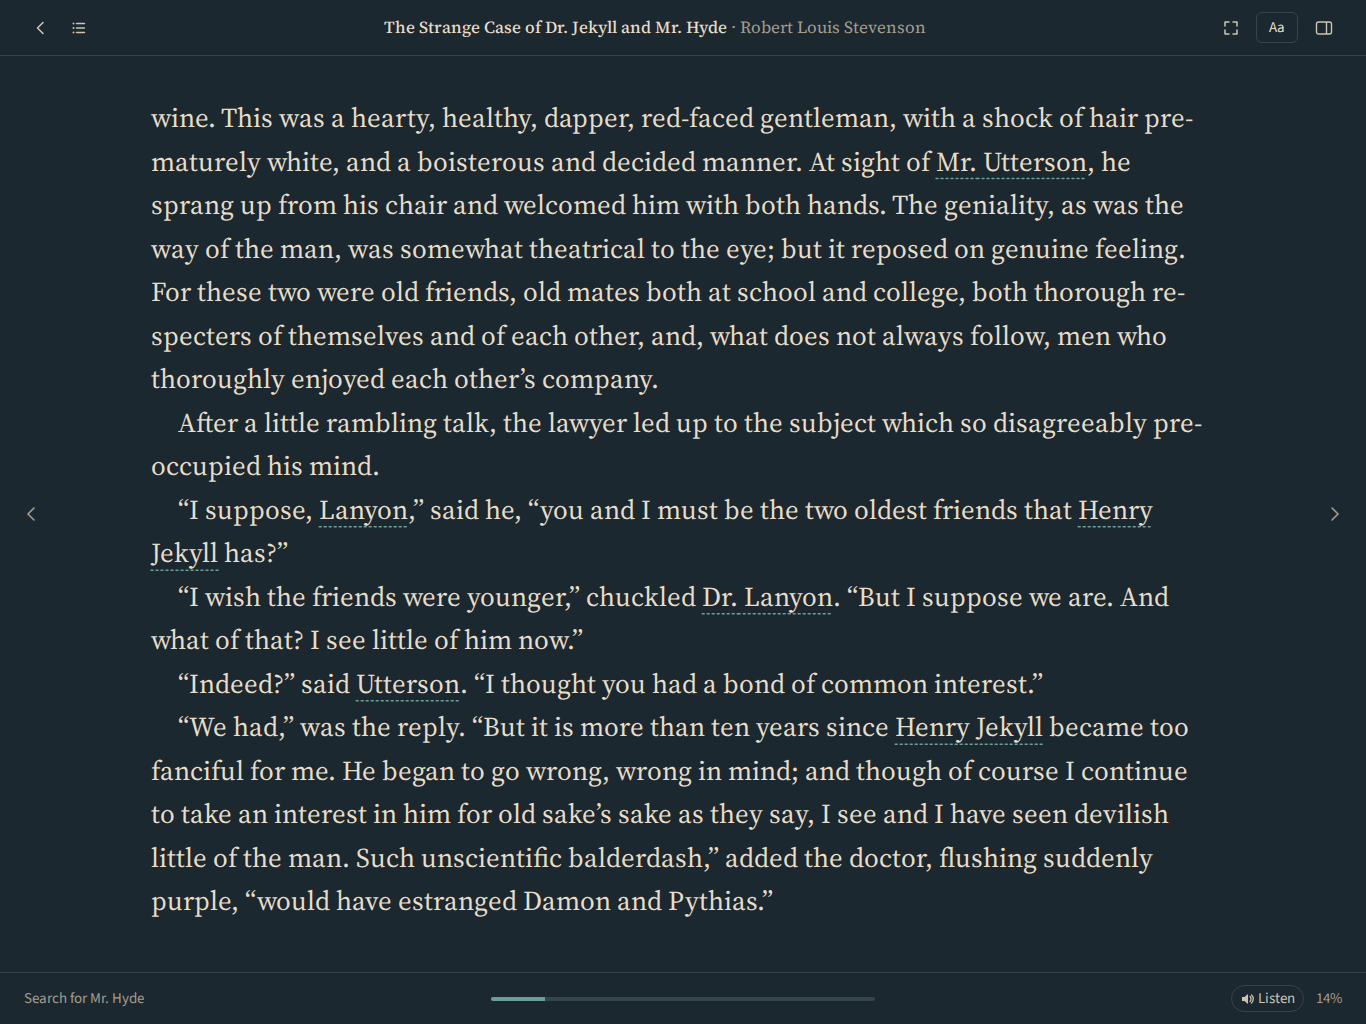 The Strange Case of Dr. Jekyll and Mr. Hyde · Robert Louis Stevenson
Aa
wine. This was a hearty, healthy, dapper, red-faced gentleman, with a shock of hair pre-
maturely white, and a boisterous and decided manner. At sight of Mr. Utterson, he
sprang up from his chair and welcomed him with both hands. The geniality, as was the
way of the man, was somewhat theatrical to the eye; but it reposed on genuine feeling.
For these two were old friends, old mates both at school and college, both thorough re-
specters of themselves and of each other, and, what does not always follow, men who
thoroughly enjoyed each other’s company.
After a little rambling talk, the lawyer led up to the subject which so disagreeably pre-
occupied his mind.
“I suppose, Lanyon,” said he, “you and I must be the two oldest friends that Henry
Jekyll has?”
“I wish the friends were younger,” chuckled Dr. Lanyon. “But I suppose we are. And
what of that? I see little of him now.”
“Indeed?” said Utterson. “I thought you had a bond of common interest.”
“We had,” was the reply. “But it is more than ten years since Henry Jekyll became too
fanciful for me. He began to go wrong, wrong in mind; and though of course I continue
to take an interest in him for old sake’s sake as they say, I see and I have seen devilish
little of the man. Such unscientific balderdash,” added the doctor, flushing suddenly
purple, “would have estranged Damon and Pythias.”
Search for Mr. Hyde
Listen
14%